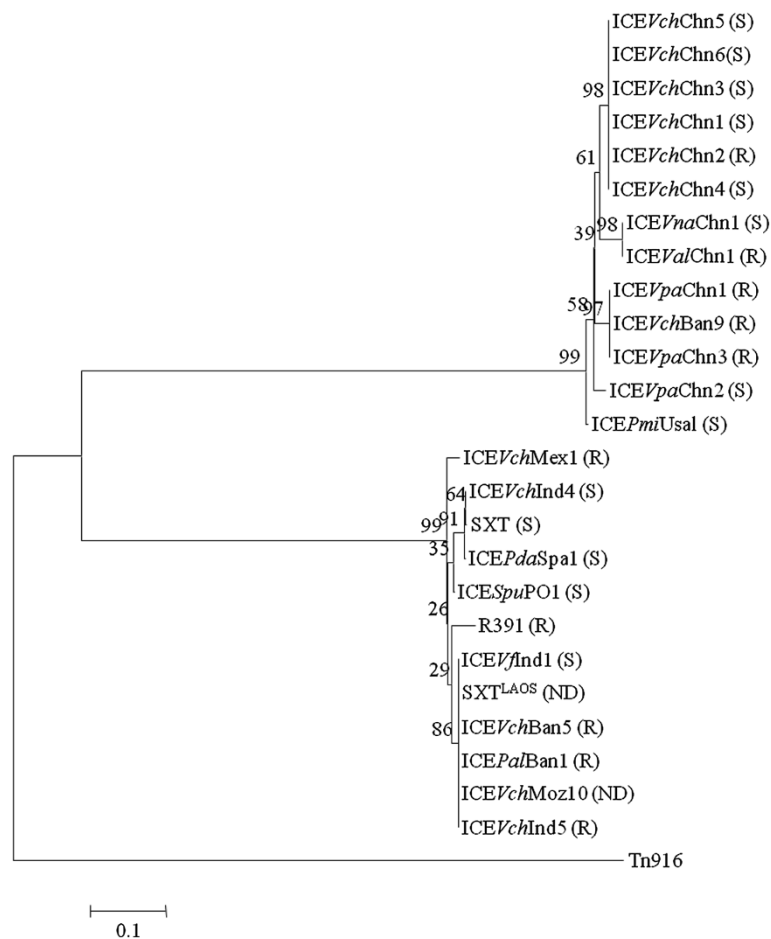 ICEVchChn5 (S)
ICEVchChn6(S)
98
ICEVchChn3 (S)
ICEVchChn1 (S)
61
ICEVchChn2 (R)
ICEVchChn4 (S)
98
ICEVnaChn1 (S)
39
ICEValChn1 (R)
ICEVpaChn1 (R)
58
97
ICEVchBan9 (R)
99
ICEVpaChn3 (R)
ICEVpaChn2 (S)
ICEPmiUsal (S)
ICEVchMex1 (R)
64
ICEVchInd4 (S)
99
91
SXT (S)
35
ICEPdaSpa1 (S)
ICESpuPO1 (S)
26
R391 (R)
ICEVflnd1 (S)
29
SXTLAOS (ND)
86
ICEVchBan5 (R)
ICEPalBan1 (R)
ICEVchMoz10 (ND)
ICEVchInd5 (R)
Tn916
0.1